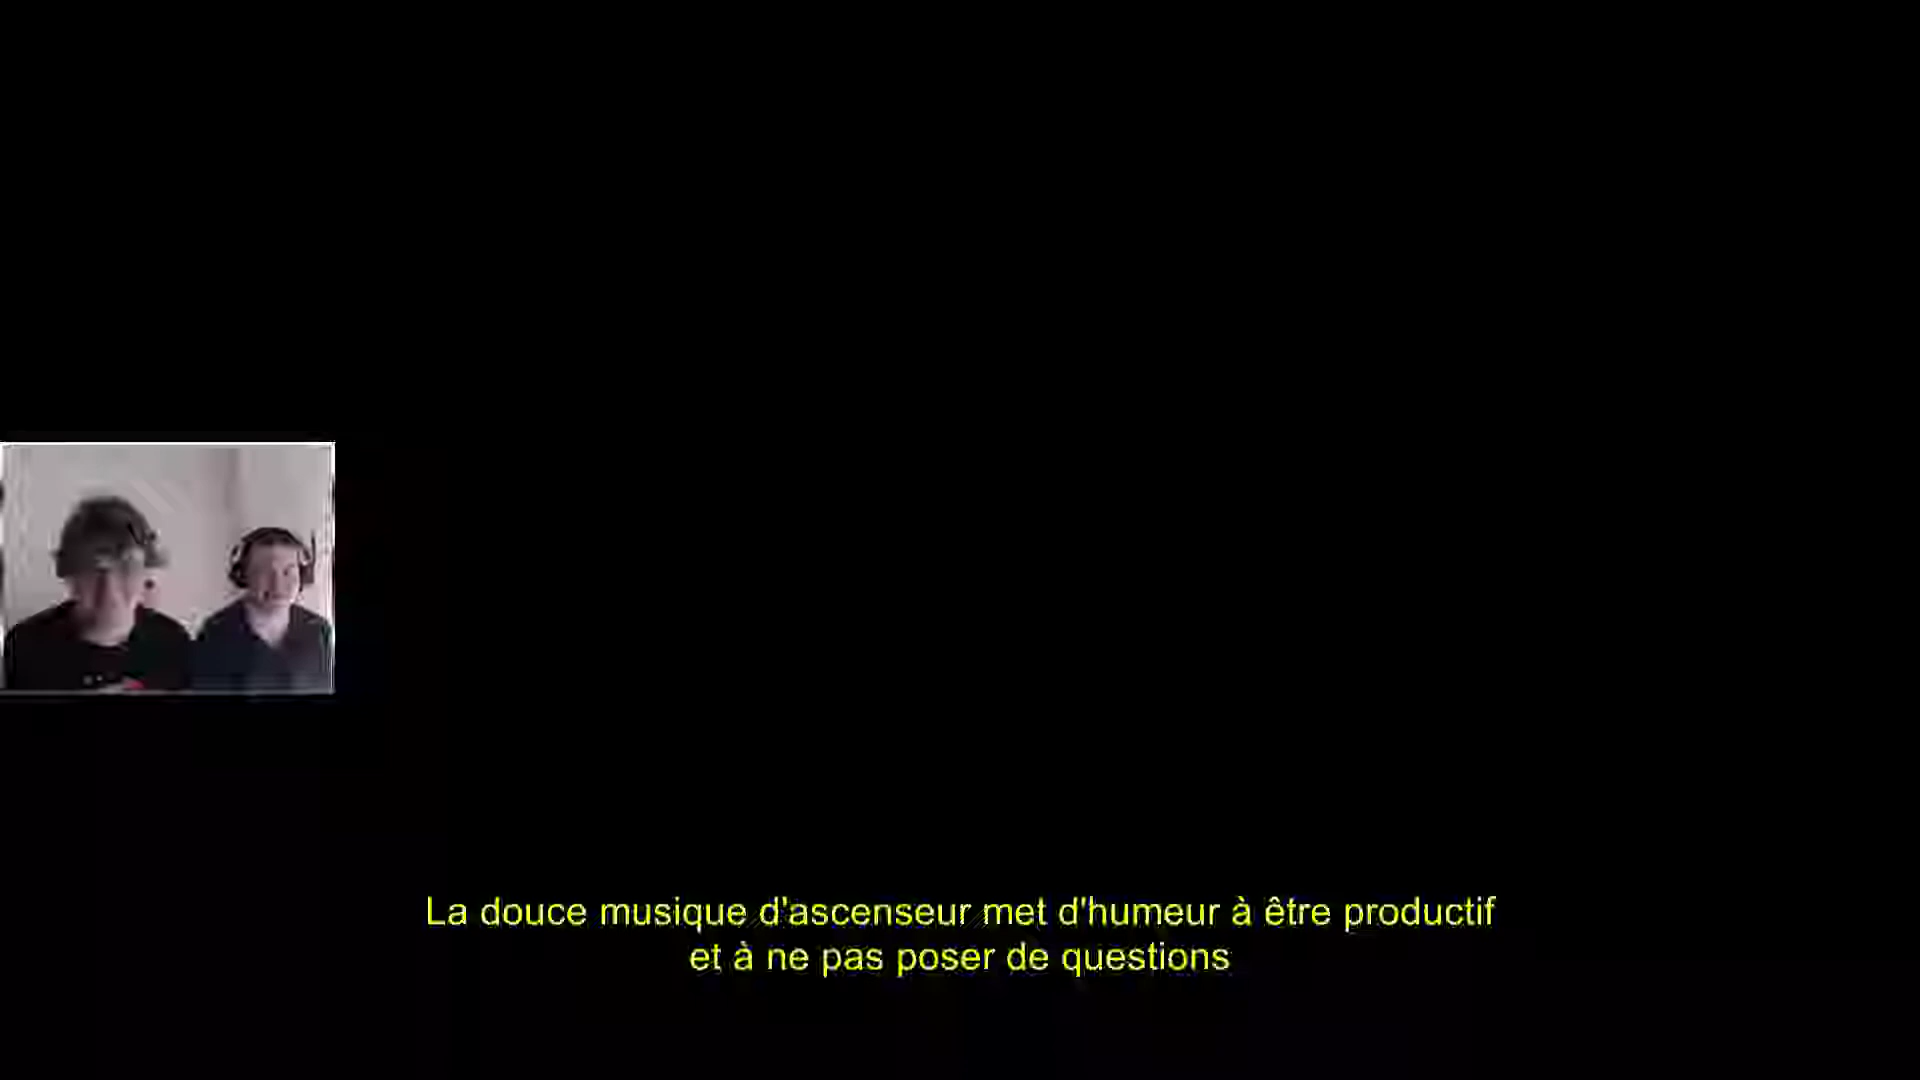 La douce musique d'ascenseur met d'humeur à être productif
et à ne pas poser de questions